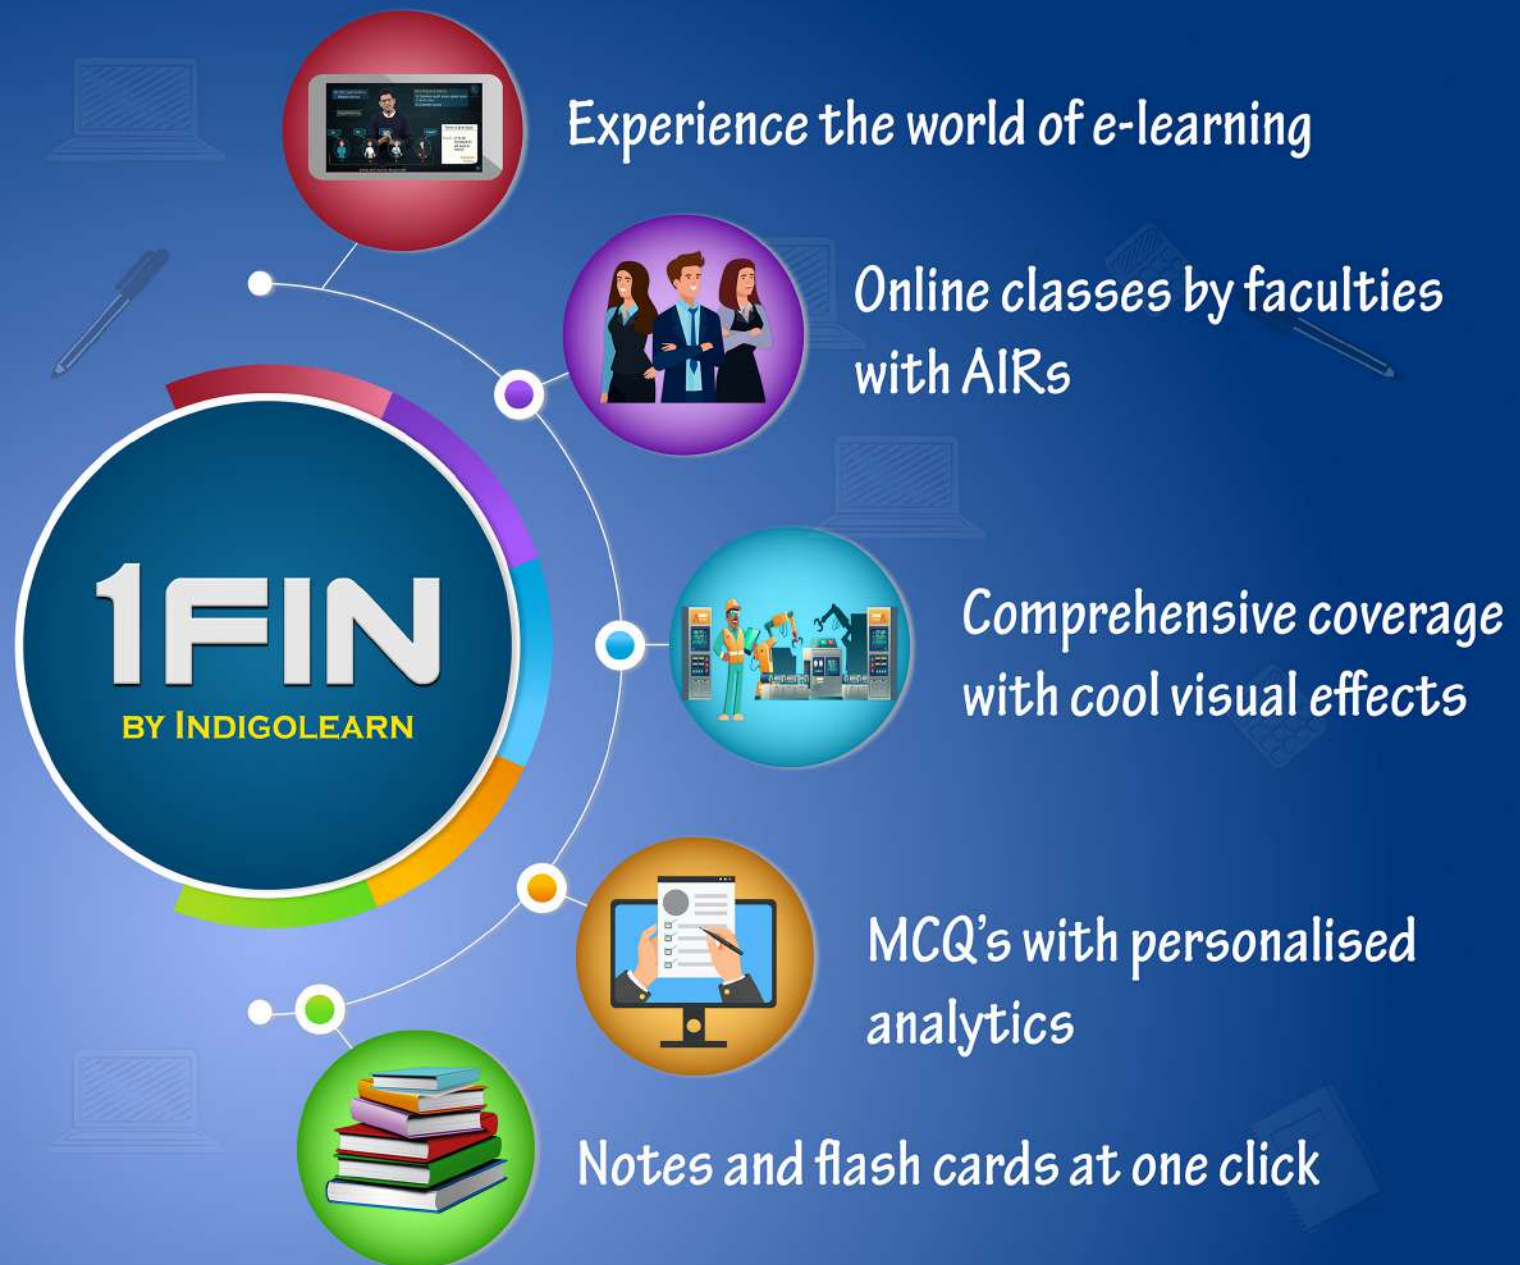 Experience the world of e-learning
Online classes by faculties
with AIRs
1FIN
BY INDIGOLEARN
Comprehensive coverage
with cool visual effects
MCQ's with personalised
analytics
Notes and flash cards at one click